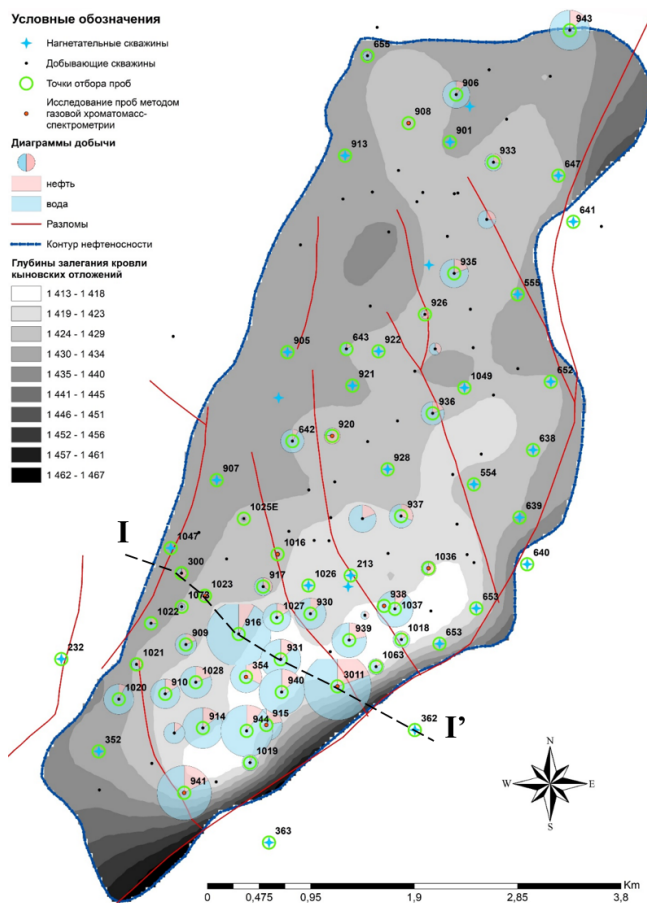 Условные обозначения
Нагнетательные скважины
Добывающие скважины
Точки отбора проб
Исследование проб методом
газовой хроматомасс-
спектрометрии
Диаграммы добычи
нефть
вода
Разломы
Контур нефтеносности
Глубины залегания кровли
кыновских отложений
1 413 - 1 418
1 419 - 1 423
1 424 - 1 429
1 430 - 1 434
1 435 - 1 440
1 441 - 1 445
1 446 - 1 451
1 452 - 1 456
1 457 - 1 461
1 462 - 1 467
943
655
906
908
901
913
933
647
641
935
555
926
905
643
922
921
1049
652
936
642
920
638
928
554
907
937
1025E
639
I
1047
1016
300
213
1036
640
917
1026
1023
1073
938
1037
653
1027
930
1022
916
939
1018
653
909
232
931
1021
1063
1028
354
940
3011
910
1020
915
914
944
362
I’
352
1019
941
363
N
W
E
S
0
0,475
0,95
1,9
2,85
3,8
Km